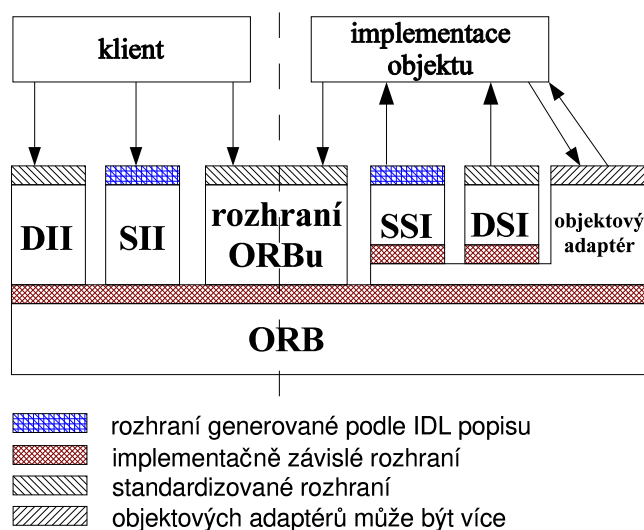 klient
implementace
objektu
DII
SII
rozhraní
ORBu
SSI
DSI
objektový
adaptér
ORB
rozhraní generované podle IDL popisu
implementačně závislé rozhraní
standardizované rozhraní
objektových adaptérů může být více